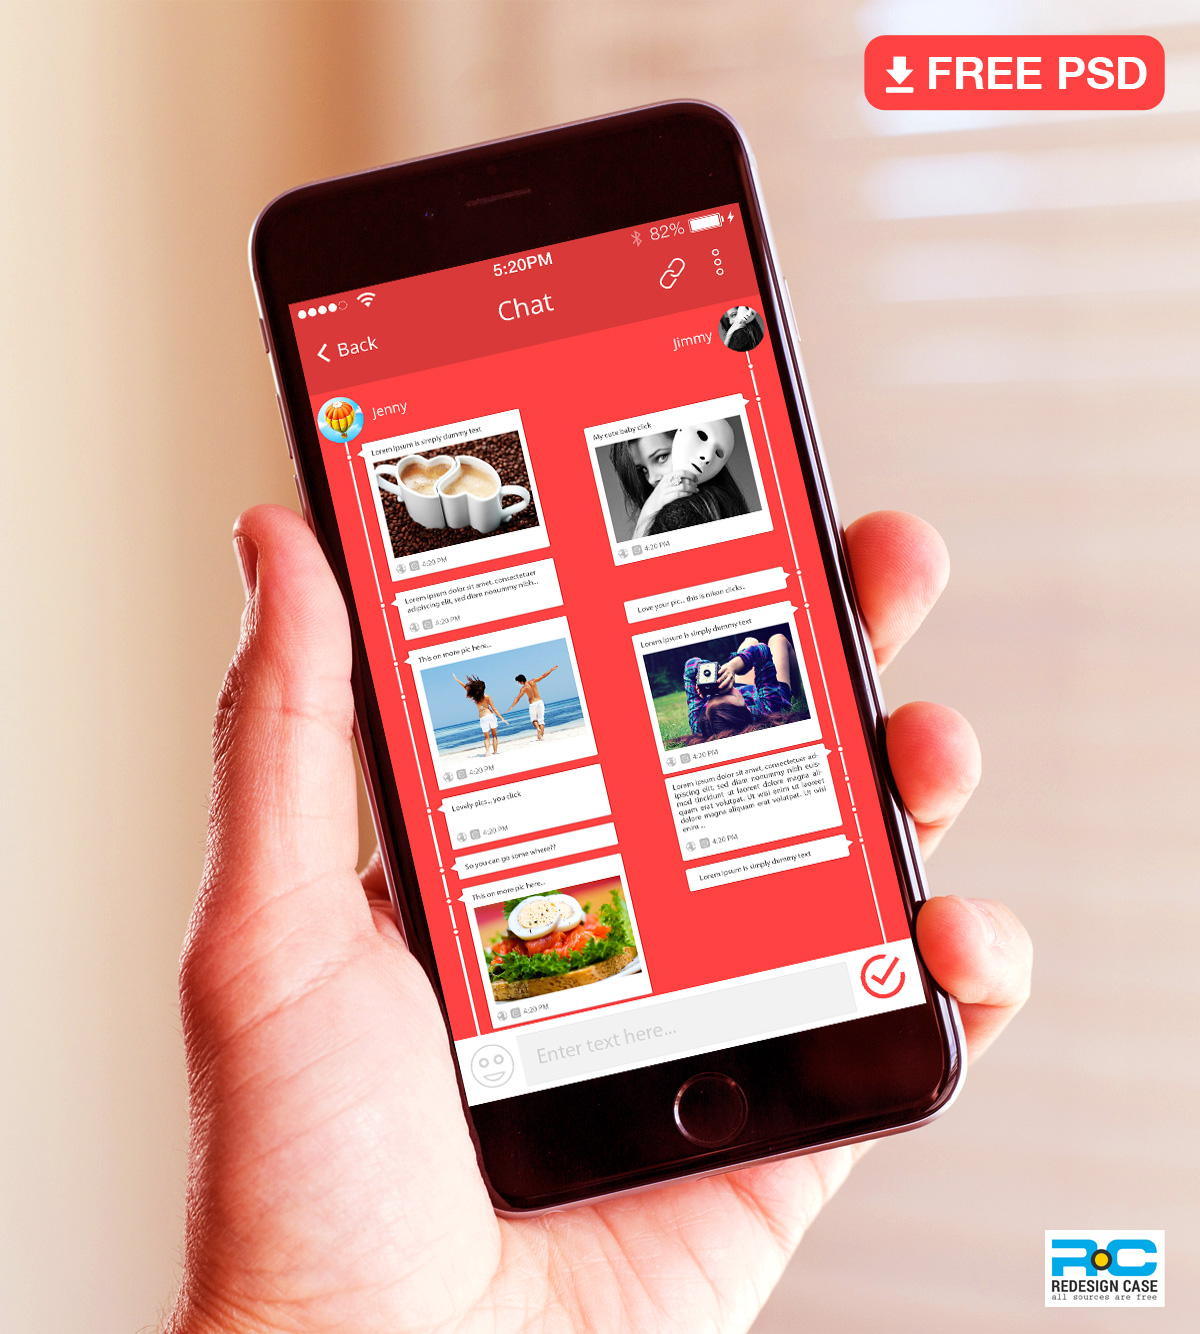 FREE PSD
82%
5:20PM
Chat
Back
Jimmy
Jenny
Lorem Ipsum is simply dummy text
4:20 PM
Lorem ipsum dolor sit amet, consectetuer
adipiscing elit, sed diam nonummy nibh...
4:20 PM
This on more pic here...
4:20 PM
Lovely pics... you click
4:20 PM
So you can go some where??
This on more pic here...
4:20 PM
My cute baby click
4:20 PM
Love your pic... this is nikon clicks..
Lorem Ipsum is simply dummy text
4:20 PM
Lorem ipsum dolor sit amet, consectetuer ad-
ipiscing elit, sed diam nonummy nibh euis-
mod tincidunt ut laoreet dolore magna ali-
quam erat volutpat. Ut wisi enim ut laoreet
dolore magna aliquam erat volutpat. Ut wisi
enim ..
4:20 PM
Lorem Ipsum is simply dummy text
Enter text here...
RC
REDESIGN CASE
all sources are free